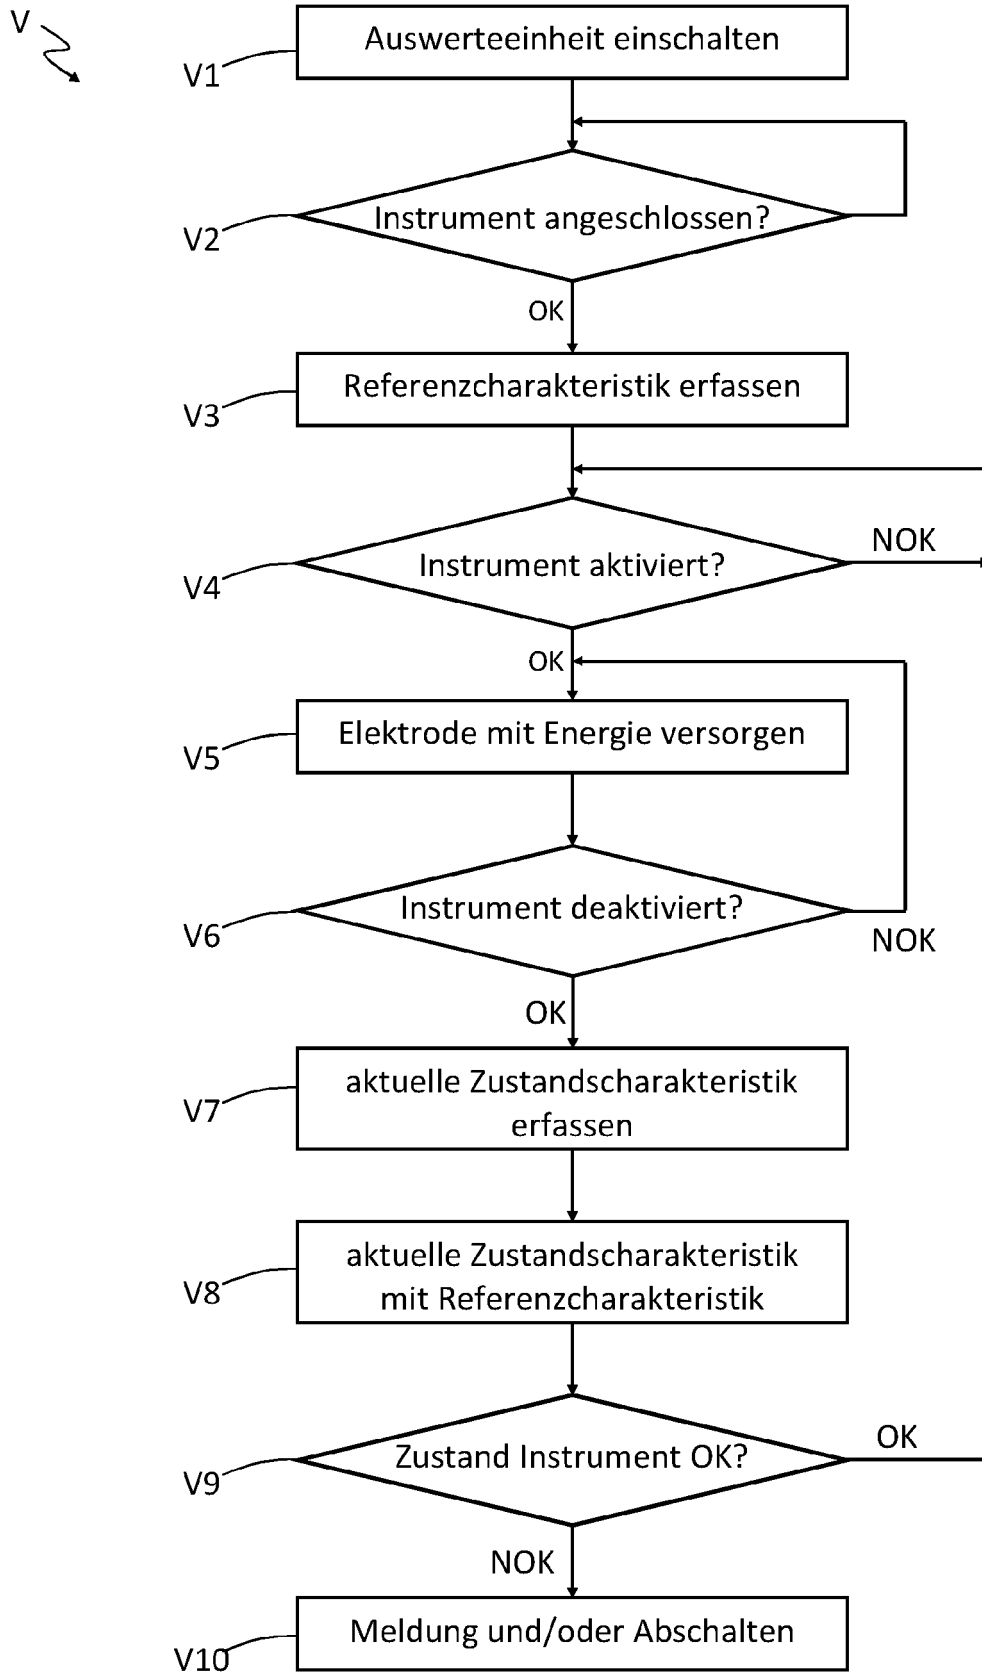 V
Auswerteeinheit einschalten
V1
Instrument angeschlossen?
V2
OK
Referenzcharakteristik erfassen
V3
NOK
Instrument aktiviert?
V4
OK
Elektrode mit Energie versorgen
V5
Instrument deaktiviert?
V6
NOK
OK
aktuelle Zustandscharakteristik
erfassen
V7
aktuelle Zustandscharakteristik
mit Referenzcharakteristik
V8
OK
Zustand Instrument OK?
V9
NOK
Meldung und/oder Abschalten
V10